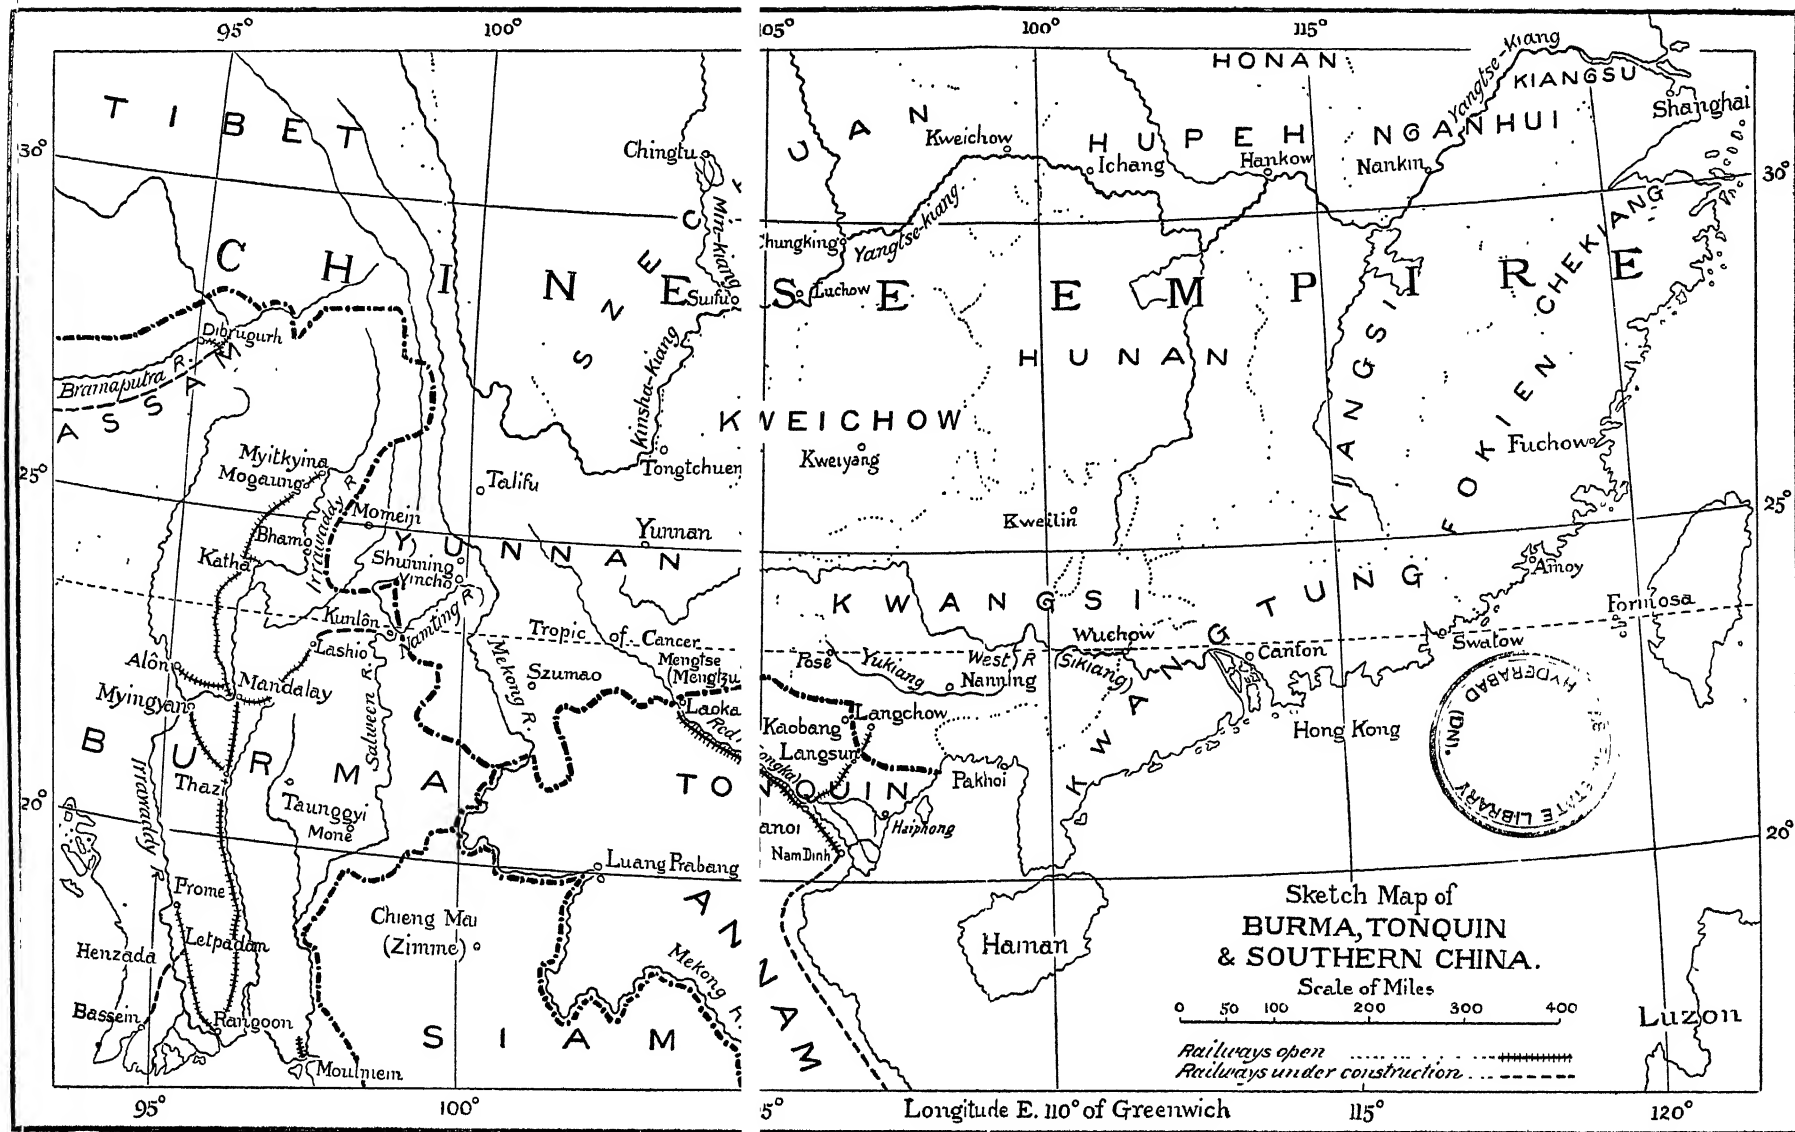 95°
100°
105°
100°
115°
HONAN
Yangtse-Kiang
KIANGSU
Shanghai
TIBET
30°
Chingtu
Min-kiang
UAN
Kweichow
HUPEH
NGANHUI
Ichang
Hankow
Nankin
30°
Chungking
Yangtse-kiang
CHEKIANG
CHINESE EMPIRE
SZEC
Suifu
Luchow
Dibrugurh
Bramaputra R.
ASSAM
Kinsha-Kiang
HUNAN
KIANGSI
FOKIEN
KWEICHOW
Kweiyang
Fuchow
Myitkyina
Mogaung
25°
Talifu
Tongtchuen
Kweilin
25°
Irrawaddy R.
Momein
Bhamo
YUNNAN
Yunnan
Katha
Shunning
Yincho
Amoy
KWANGSI
KWANGTUNG
Formosa
Kunlôn
Namting R.
Tropic of Cancer
Wuchow
Swatow
Lashio
Alôn
Mandalay
Myingyan
Salween R.
Mekong R.
Szumao
Mengtse
(Mengtzu
Laoka
Red
Pose
Yukiang
West R
(Sikiang)
Nanning
Canton
Hong Kong
Kaobang
Langchow
Langsun
Pakhoi
BURMA
Thazi
Taunggyi
Mone
TONQUIN
Haiphong
anoi
Nam Dinh
HYDERABAD (DN).
STATE LIBRARY
20°
20°
Irrawaddy R.
Prome
Luang Prabang
Letpadam
Henzada
Chieng Mai
(Zimme)
ANNAM
Mekong R.
Hainan
Bassein
Rangoon
Moulmein
SIAM
Sketch Map of
BURMA, TONQUIN
& SOUTHERN CHINA.
Scale of Miles
0 50 100 200 300 400
Luzon
Railways open
Railways under construction
95°
100°
5°
Longitude E. 110° of Greenwich
115°
120°